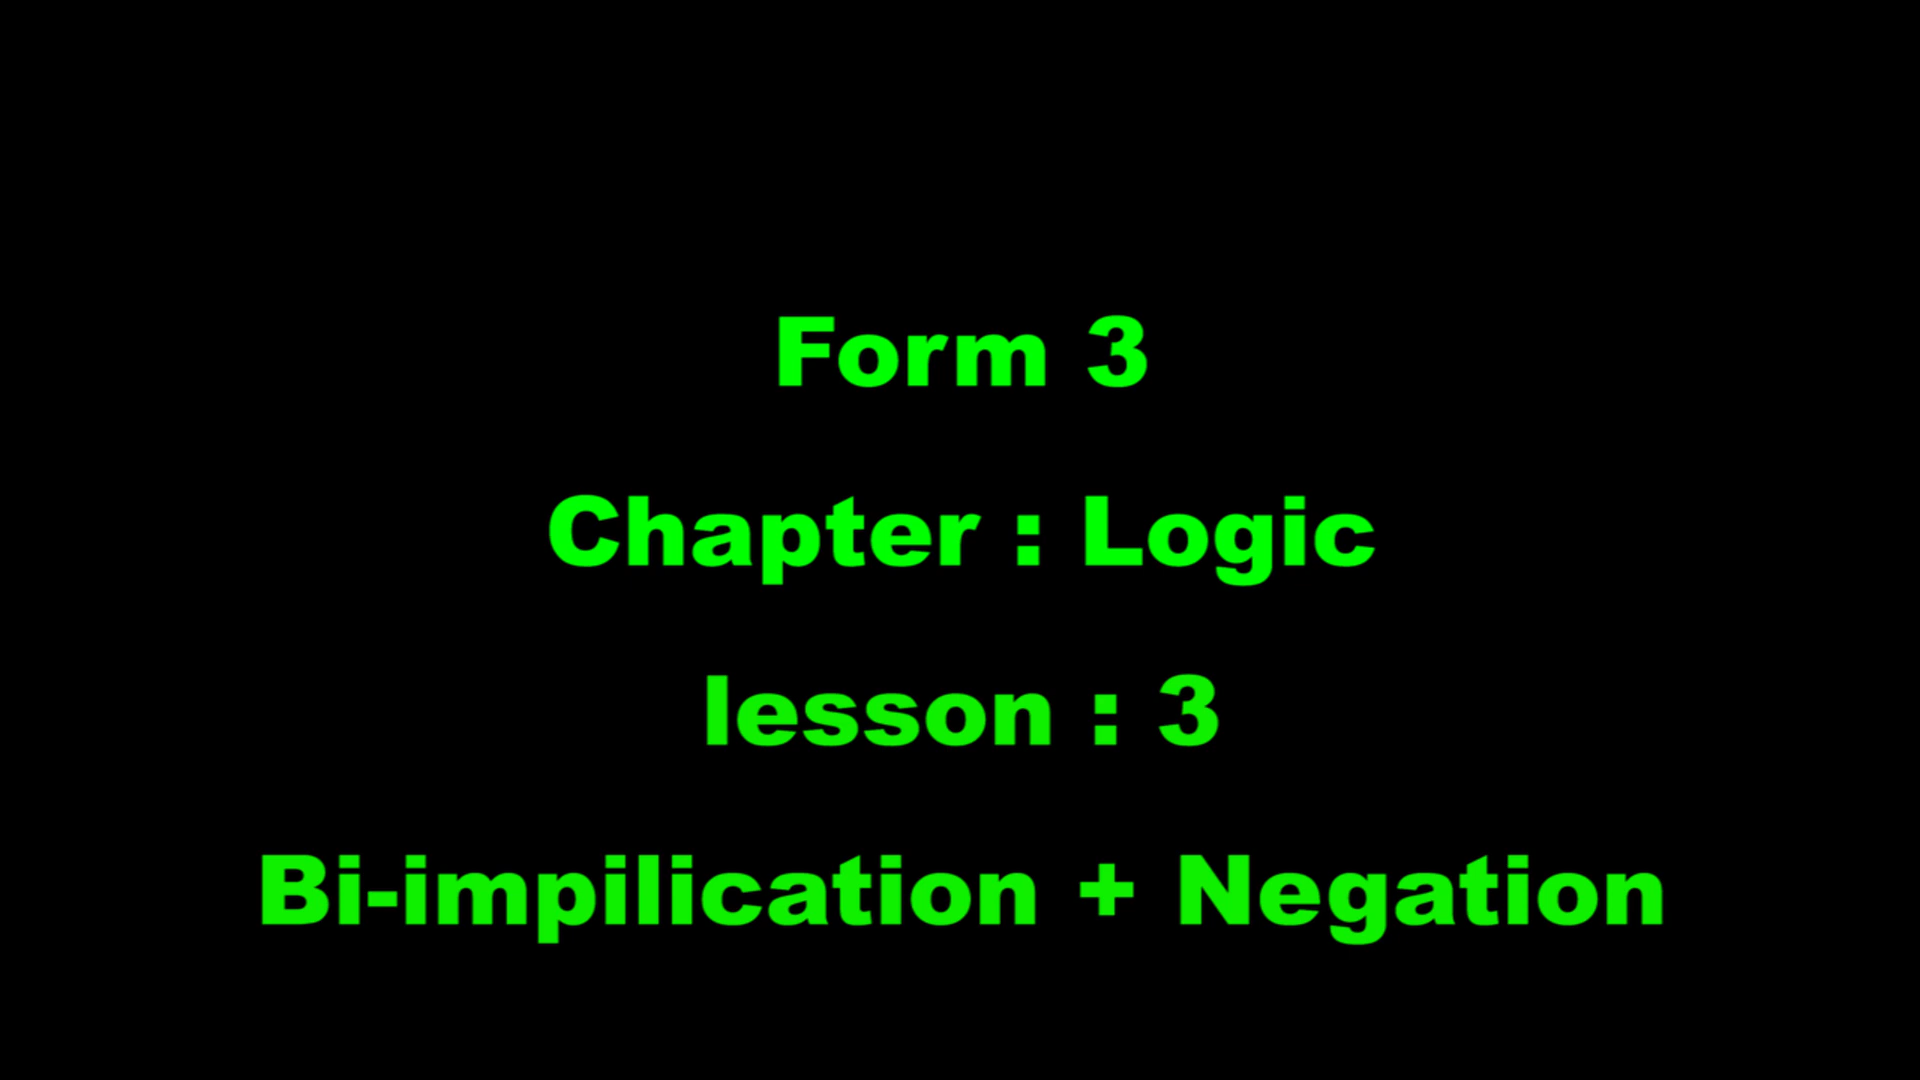 Form 3
Chapter : Logic
lesson : 3
Bi-impilication + Negation